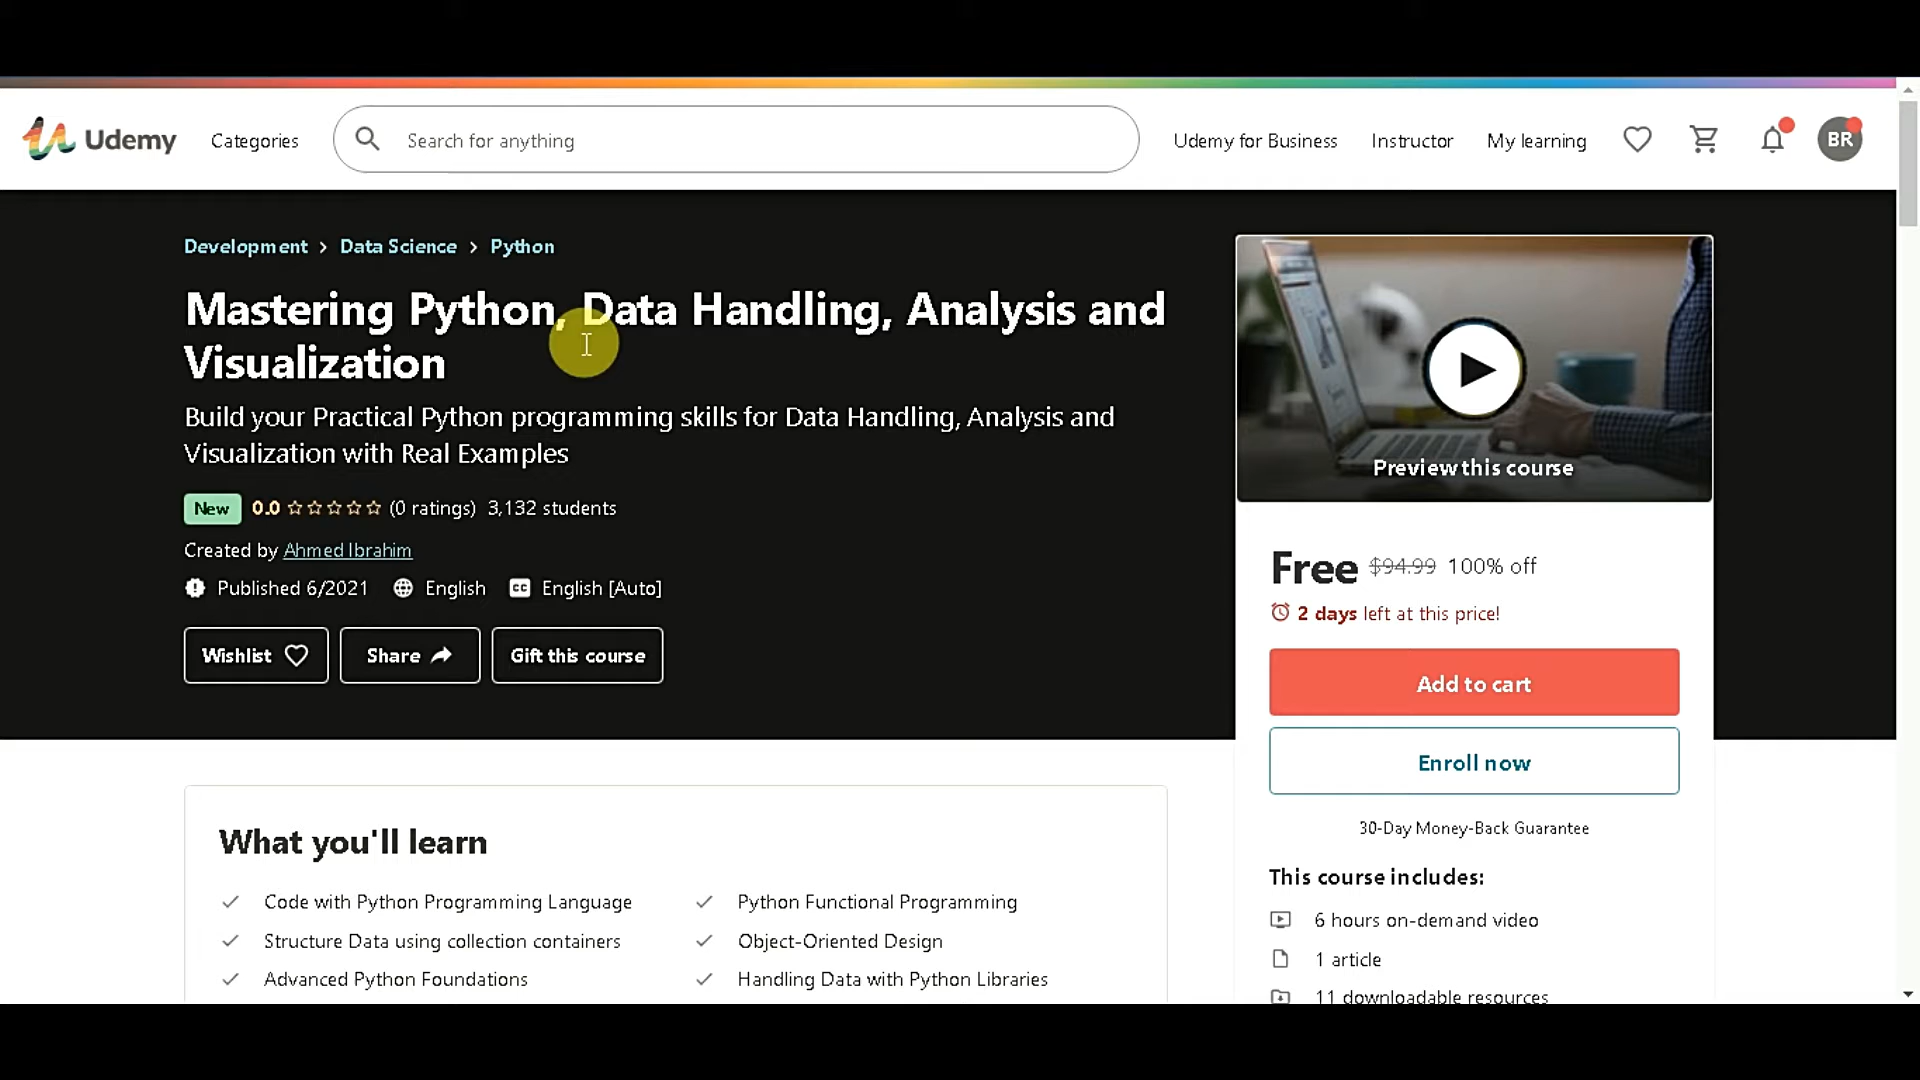 Udemy
Categories
Search for anything
Udemy for Business
Instructor
My learning
BR
Development > Data Science > Python
Mastering Python, Data Handling, Analysis and
Visualization
Build your Practical Python programming skills for Data Handling, Analysis and
Visualization with Real Examples
New 0.0 (0 ratings) 3,132 students
Created by Ahmed Ibrahim
Published 6/2021 English CC English [Auto]
Wishlist
Share
Gift this course
Preview this course
Free $94.99 100% off
2 days left at this price!
Add to cart
Enroll now
30-Day Money-Back Guarantee
This course includes:
6 hours on-demand video
1 article
11 downloadable resources
What you'll learn
Code with Python Programming Language
Structure Data using collection containers
Advanced Python Foundations
Python Functional Programming
Object-Oriented Design
Handling Data with Python Libraries